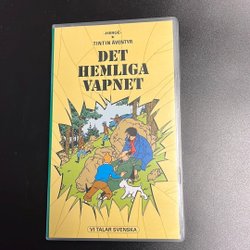 HERGÉ:
TINTIN ÄVENTYR
DET
HEMLIGA
VAPNET
VI TALAR SVENSKA